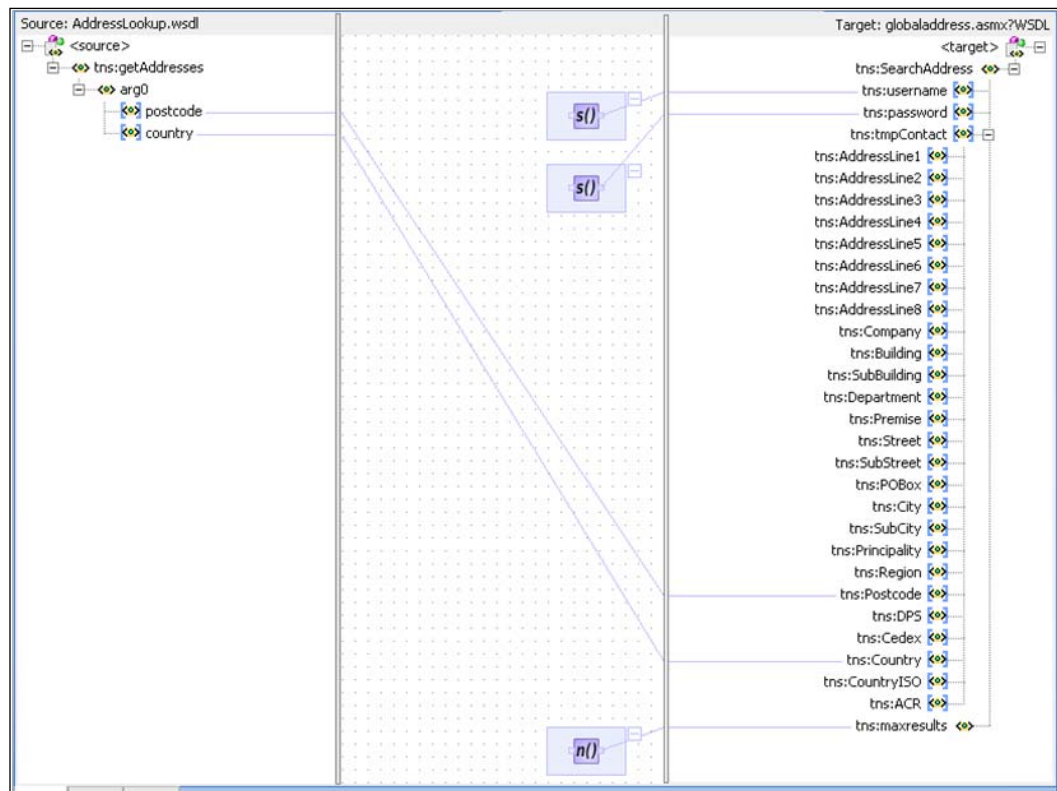 Source: AddressLookup.wsdl
Target: globaladdress.asmx?WSDL
<source>
<target>
tns:getAddresses
tns:SearchAddress
arg0
tns:username
postcode
s()
tns:password
country
tns:tmpContact
tns:AddressLine1
tns:AddressLine2
s()
tns:AddressLine3
tns:AddressLine4
tns:AddressLine5
tns:AddressLine6
tns:AddressLine7
tns:AddressLine8
tns:Company
tns:Building
tns:SubBuilding
tns:Department
tns:Premise
tns:Street
tns:SubStreet
tns:POBox
tns:City
tns:SubCity
tns:Principality
tns:Region
tns:Postcode
tns:DPS
tns:Cedex
tns:Country
tns:CountryISO
tns:ACR
tns:maxresults
n()